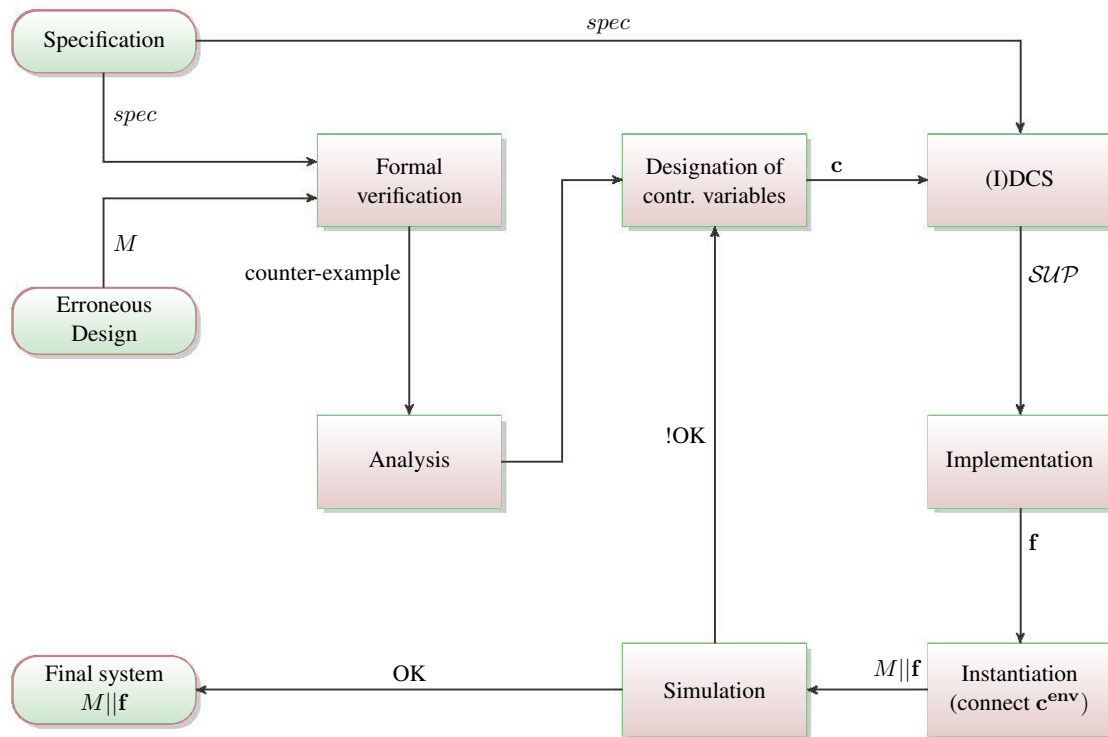 Specification
spec
spec
Formal
verification
Designation of
contr. variables
c
(I)DCS
M
counter-example
SUP
Erroneous
Design
Analysis
!OK
Implementation
f
Final system
M||f
OK
Simulation
M||f
Instantiation
(connect c^env)